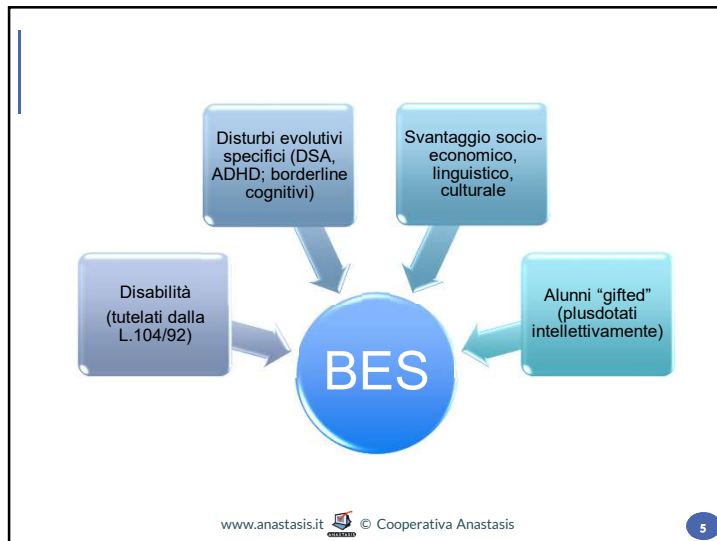 Disturbi evolutivi
specifici (DSA,
ADHD; borderline
cognitivi)
Svantaggio socio-
economico,
linguistico,
culturale
Disabilità
(tutelati dalla
L.104/92)
Alunni “gifted”
(plusdotati
intellettivamente)
BES
www.anastasis.it ANASTASIS © Cooperativa Anastasis
5